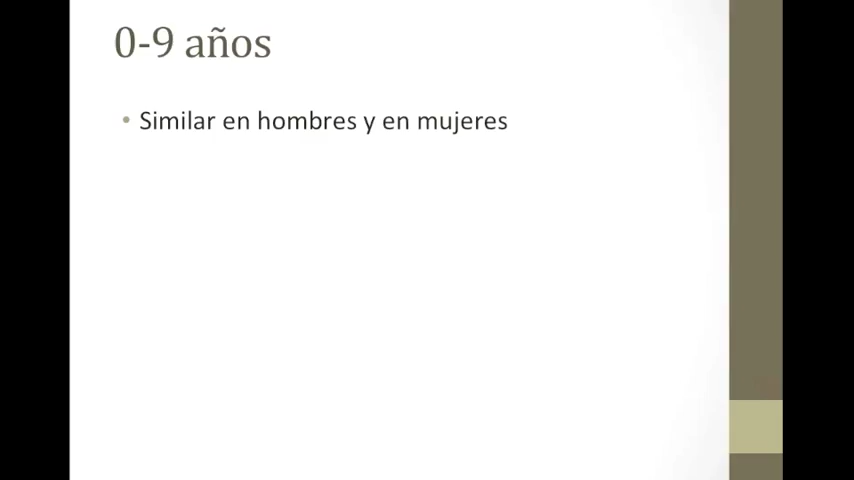 0-9 años
• Similar en hombres y en mujeres